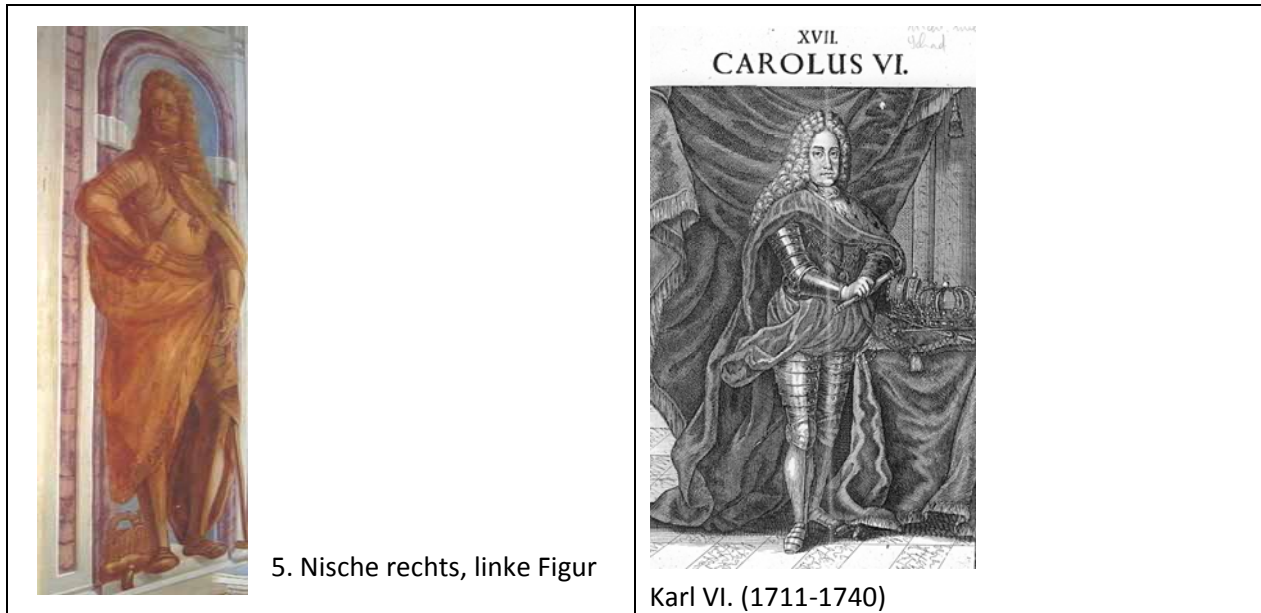 5. Nische rechts, linke Figur
XVII.
CAROLUS VI.
Karl VI. (1711-1740)